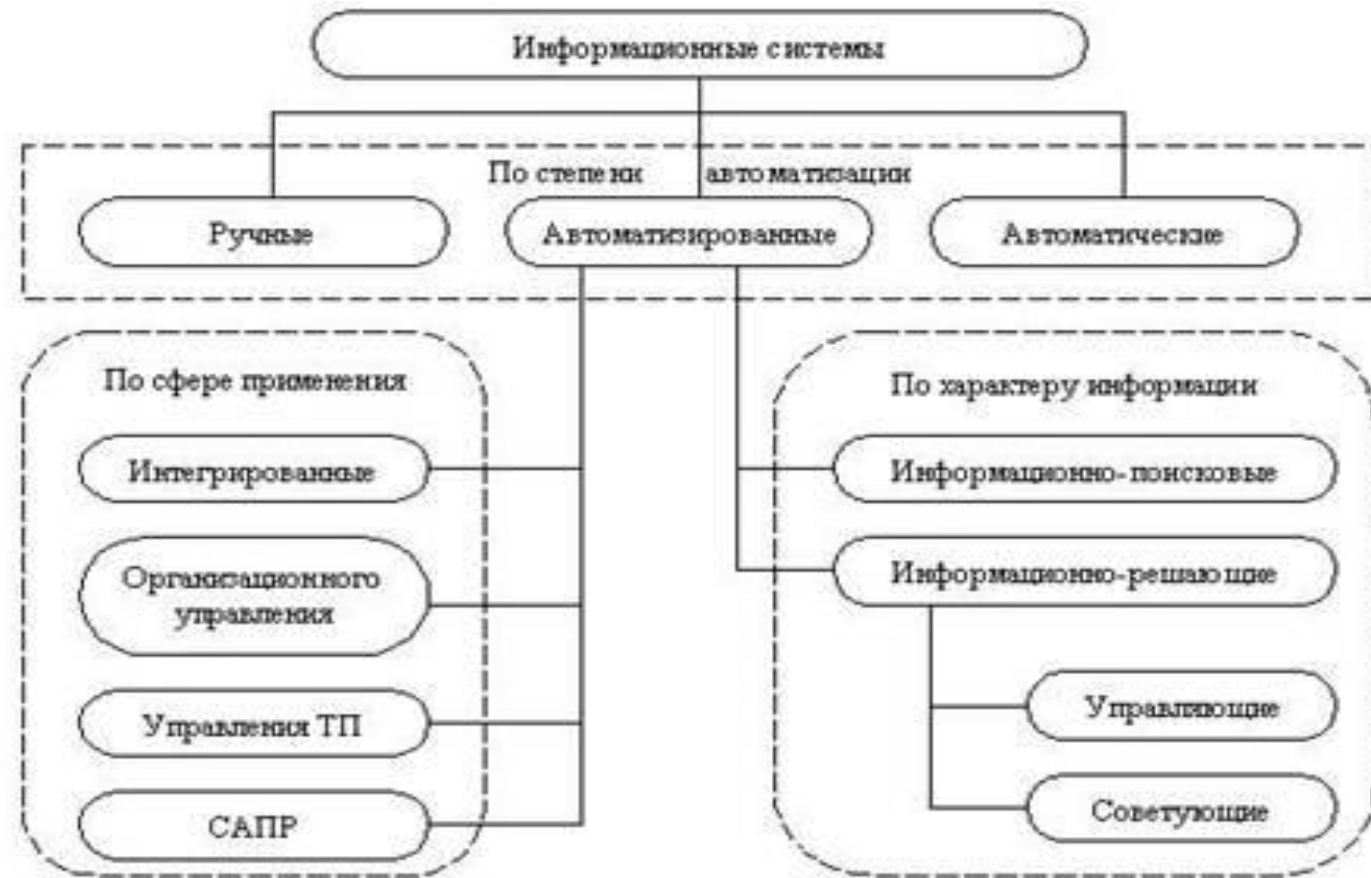 Информационные системы
По степени автоматизации
Ручные
Автоматизированные
Автоматические
По сфере применения
Интегрированные
Организационного
управления
Управления ТП
САПР
По характеру информации
Информационно-поисковые
Информационно-решающие
Управляющие
Советующие